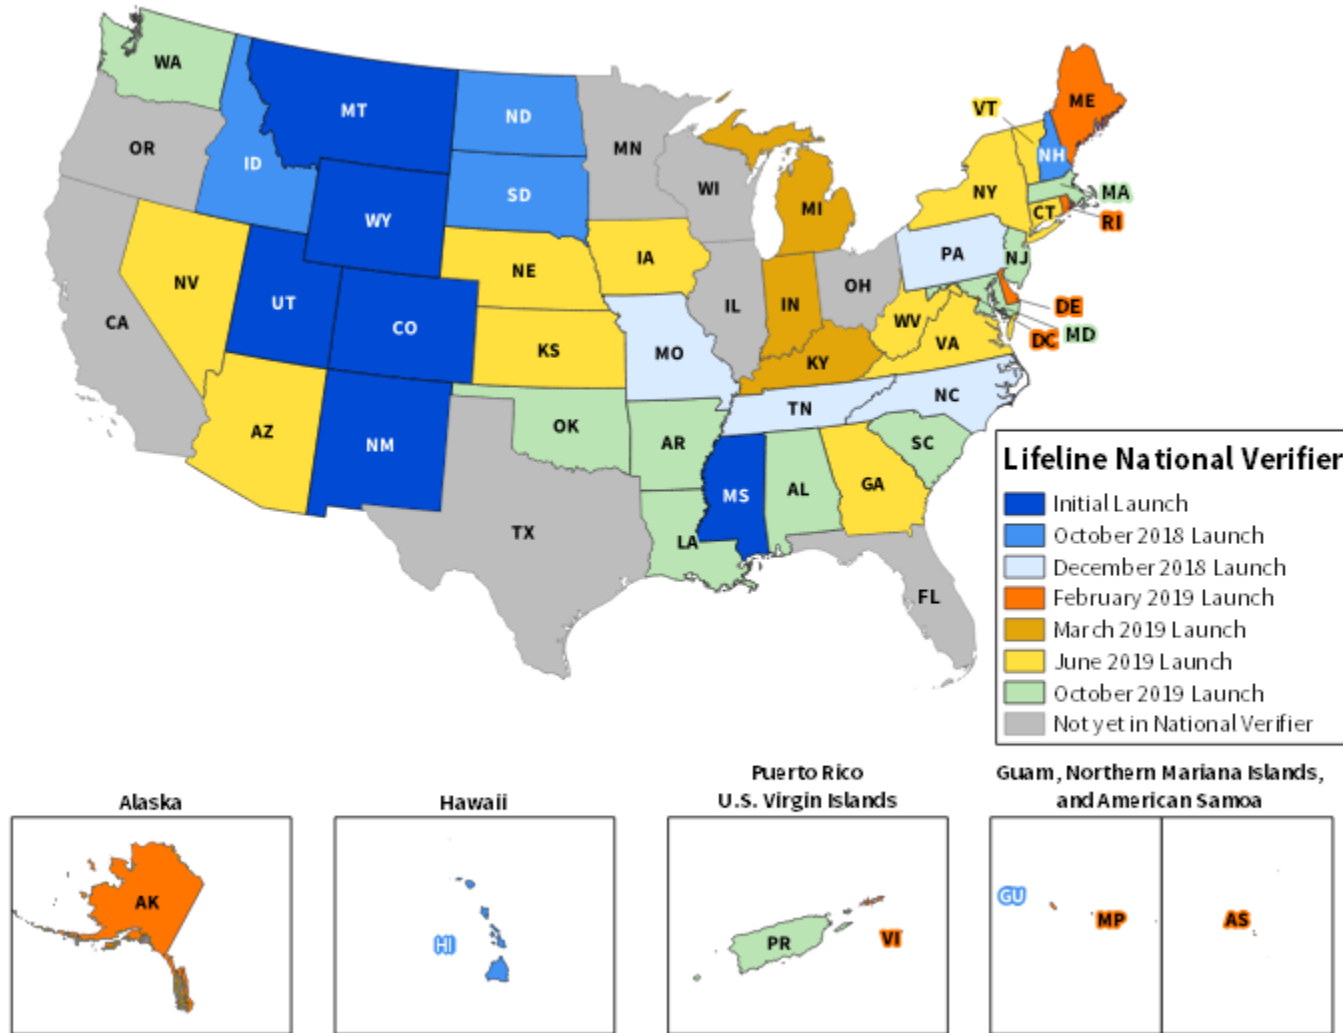 WA
MT
ND
MN
OR
ID
SD
WI
WY
MI
NY
VT
NH
ME
MA
CT
RI
NV
UT
CO
NE
IA
IL
IN
OH
PA
NJ
DE
DC
MD
CA
KS
MO
KY
WV
VA
AZ
NM
OK
AR
TN
NC
SC
TX
LA
MS
AL
GA
FL
Lifeline National Verifier
Initial Launch
October 2018 Launch
December 2018 Launch
February 2019 Launch
March 2019 Launch
June 2019 Launch
October 2019 Launch
Not yet in National Verifier
Alaska
AK
Hawaii
HI
Puerto Rico
U.S. Virgin Islands
PR
VI
Guam, Northern Mariana Islands,
and American Samoa
GU
MP
AS